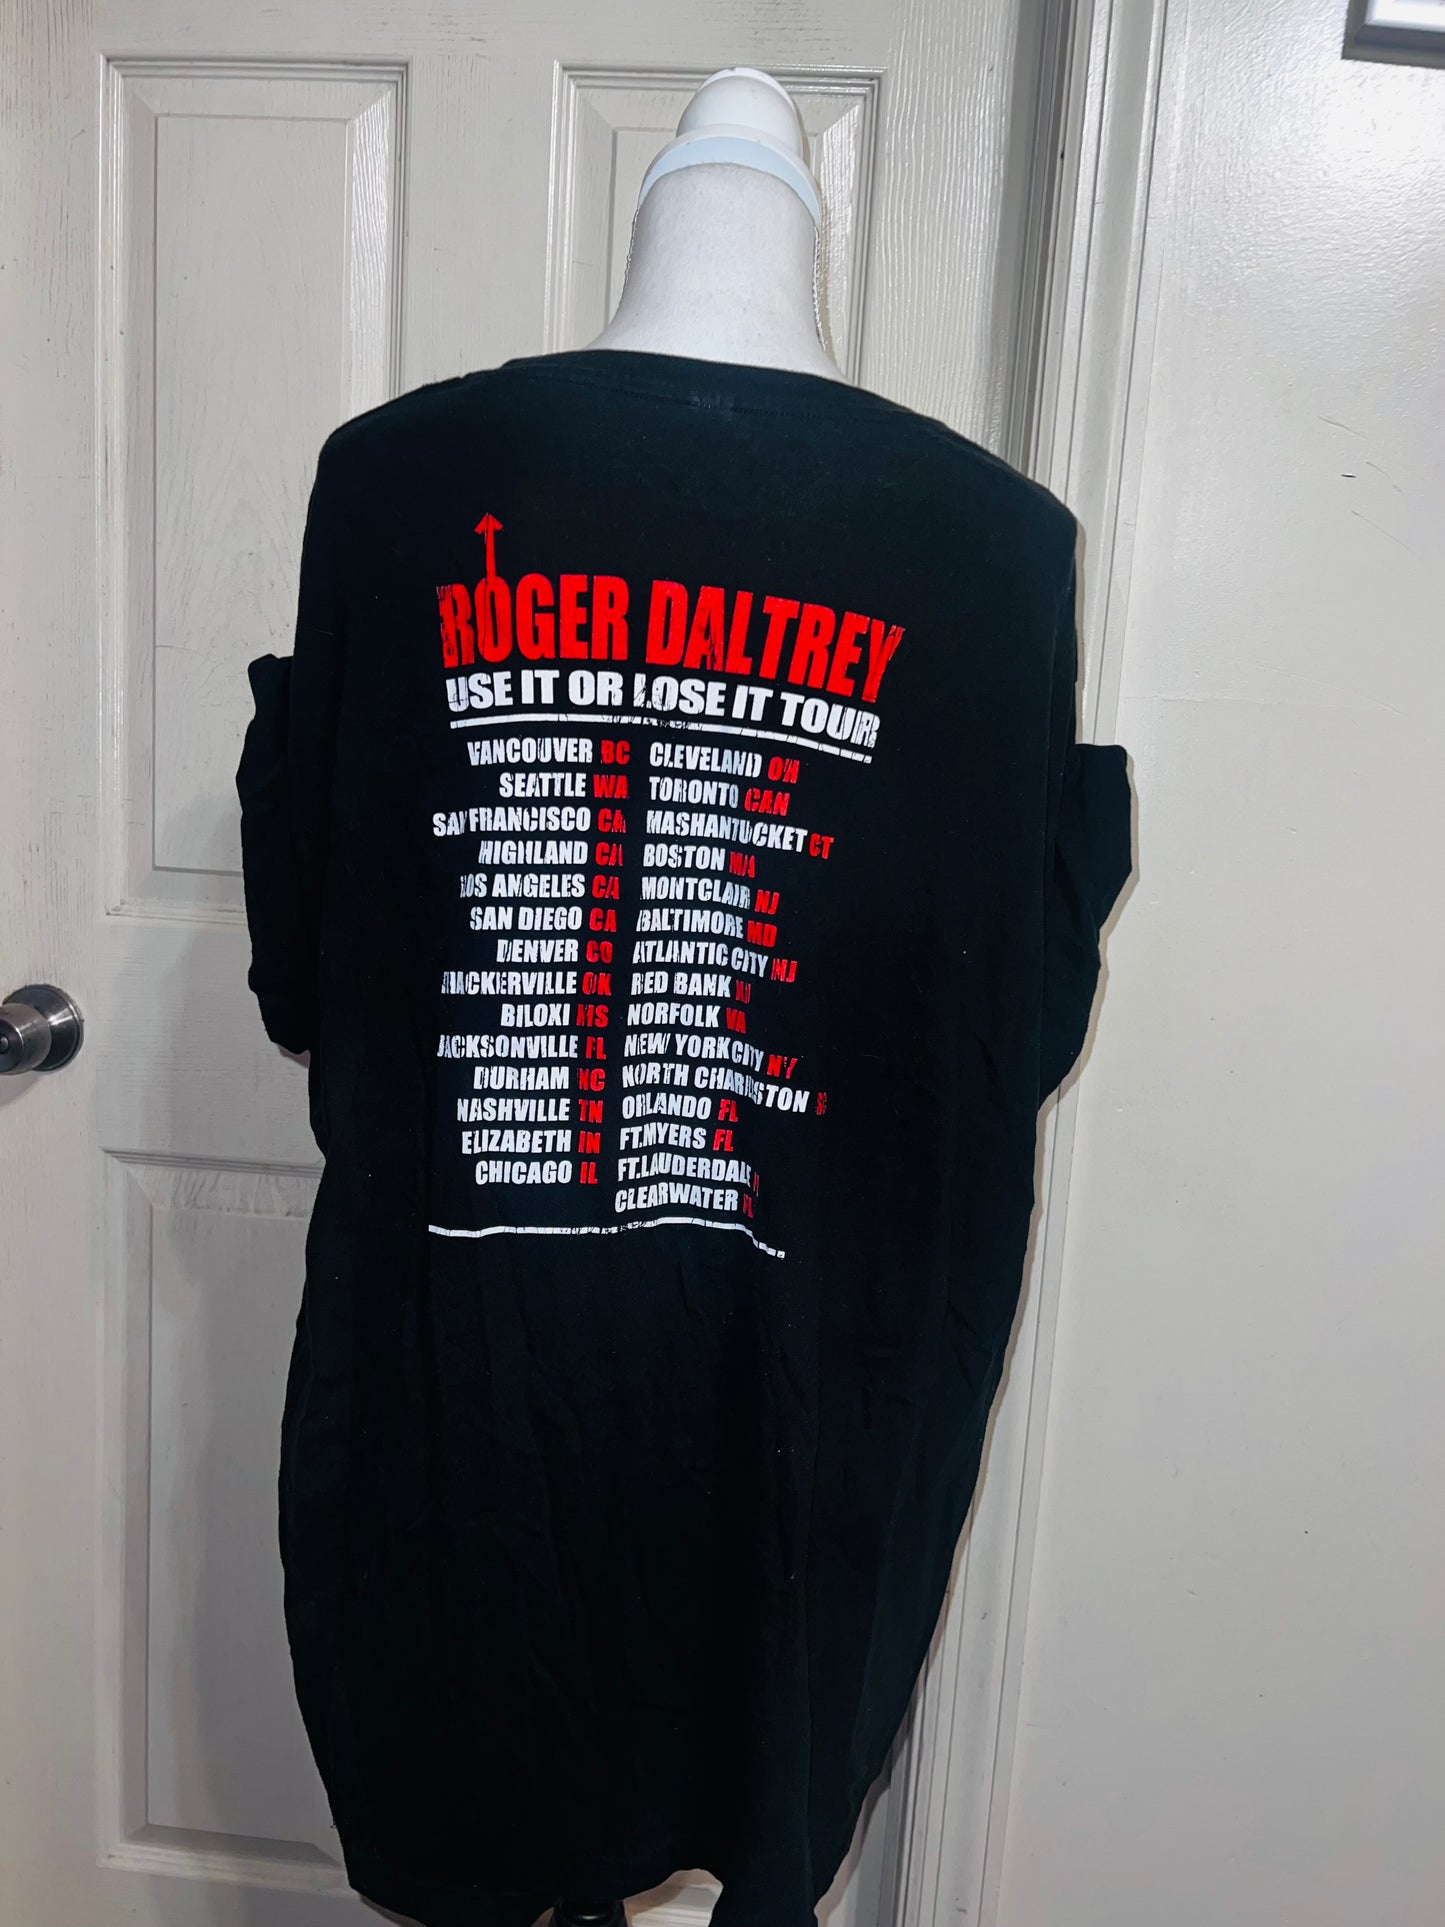 ROGER DALTREY
USE IT OR LOSE IT TOUR
VANCOUVER BC
SEATTLE WA
SAN FRANCISCO CA
HIGHLAND CA
LOS ANGELES CA
SAN DIEGO CA
DENVER CO
THACKERVILLE OK
BILOXI MS
JACKSONVILLE FL
DURHAM NC
NASHVILLE TN
ELIZABETH IN
CHICAGO IL
CLEVELAND OH
TORONTO CAN
MASHANTUCKET CT
BOSTON MA
MONTCLAIR NJ
BALTIMORE MD
ATLANTIC CITY NJ
RED BANK NJ
NORFOLK VA
NEW YORK CITY NY
NORTH CHARLESTON SC
ORLANDO FL
FT.MYERS FL
FT.LAUDERDALE
CLEARWATER FL